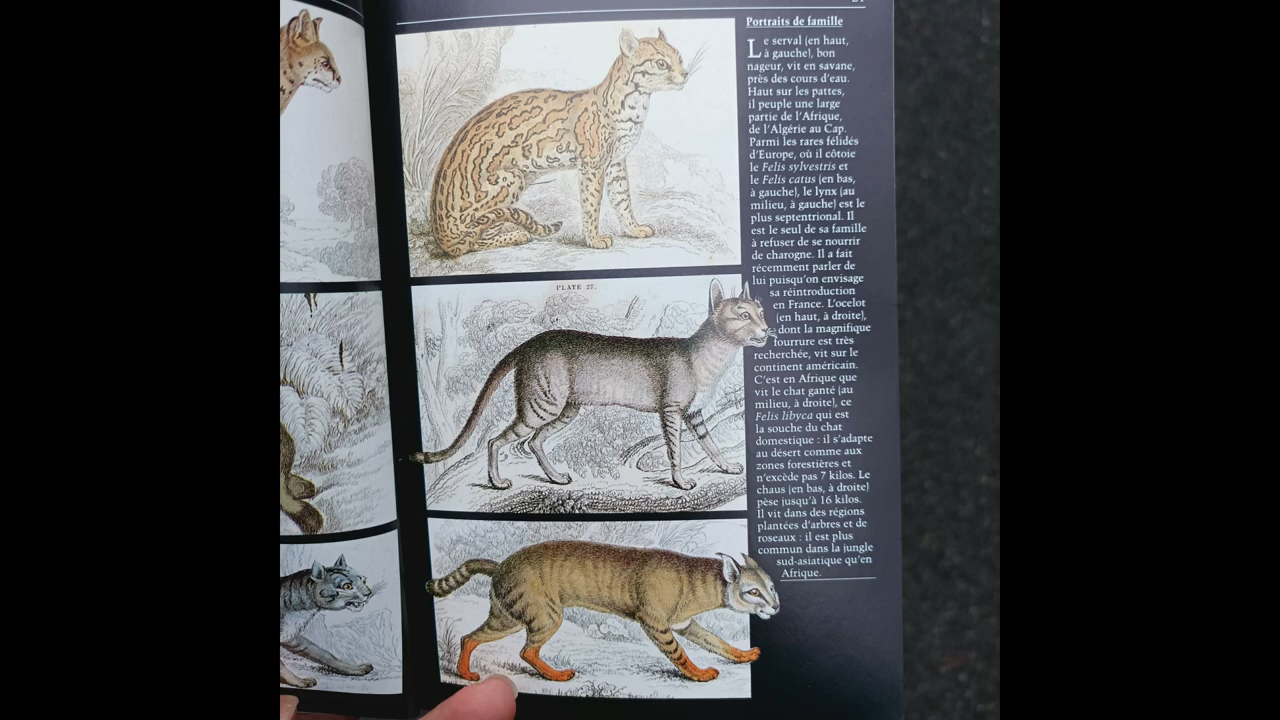 Portraits de famille
Le serval (en haut,
à gauche), bon
nageur, vit en savane,
près des cours d'eau.
Haut sur les pattes,
il peuple une large
partie de l'Afrique,
de l'Algérie au Cap.
Parmi les rares félidés
d'Europe, où il côtoie
le Felis sylvestris et
le Felis catus (en bas,
à gauche), le lynx (au
milieu, à gauche) est le
plus septentrional. Il
est le seul de sa famille
à refuser de se nourrir
de charogne. Il a fait
récemment parler de
lui puisqu'on envisage
sa réintroduction
en France. L'ocelot
(en haut, à droite),
dont la magnifique
fourrure est très
recherchée, vit sur le
continent américain.
C'est en Afrique que
vit le chat ganté (au
milieu, à droite), ce
Felis libyca qui est
la souche du chat
domestique : il s'adapte
au désert comme aux
zones forestières et
n'excède pas 7 kilos. Le
chaus (en bas, à droite)
pèse jusqu'à 16 kilos.
Il vit dans des régions
plantées d'arbres et de
roseaux : il est plus
commun dans la jungle
sud-asiatique qu'en
Afrique.
PLATE 27.